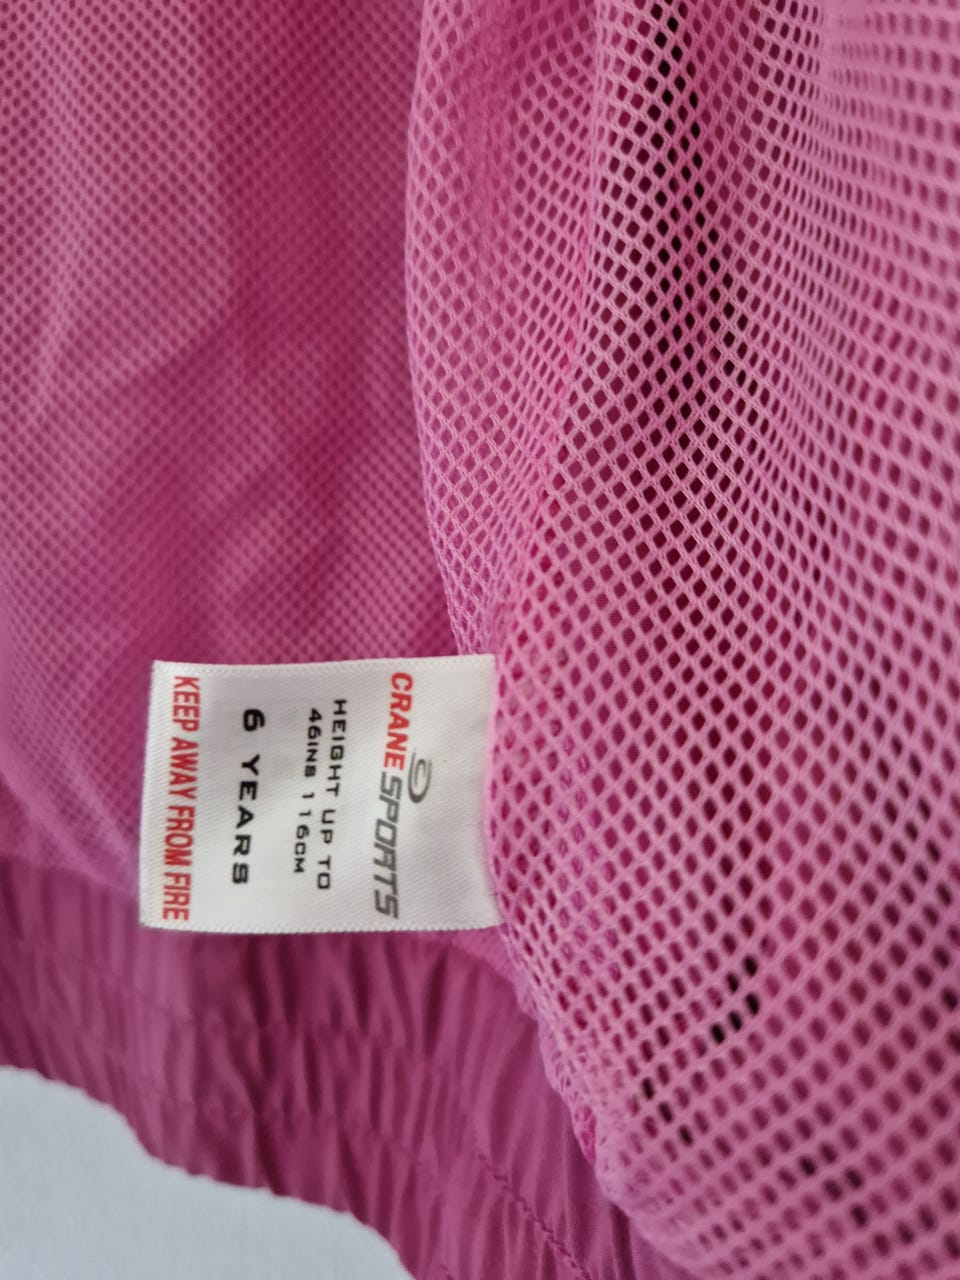 CRANE SPORTS
HEIGHT UP TO
46INS 116CM
6 YEARS
KEEP AWAY FROM FIRE